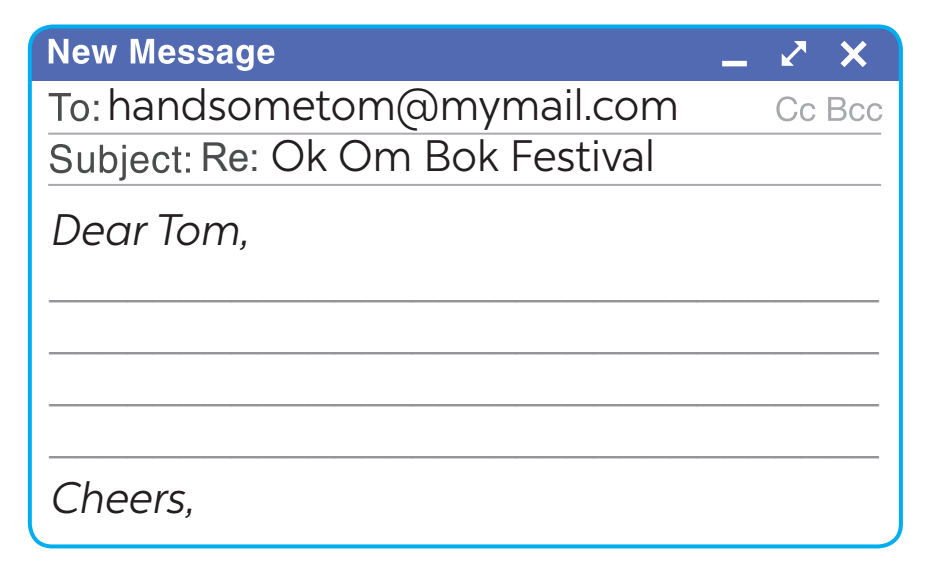 New Message
To: handsometom@mymail.com Cc Bcc
Subject: Re: Ok Om Bok Festival
Dear Tom,
Cheers,